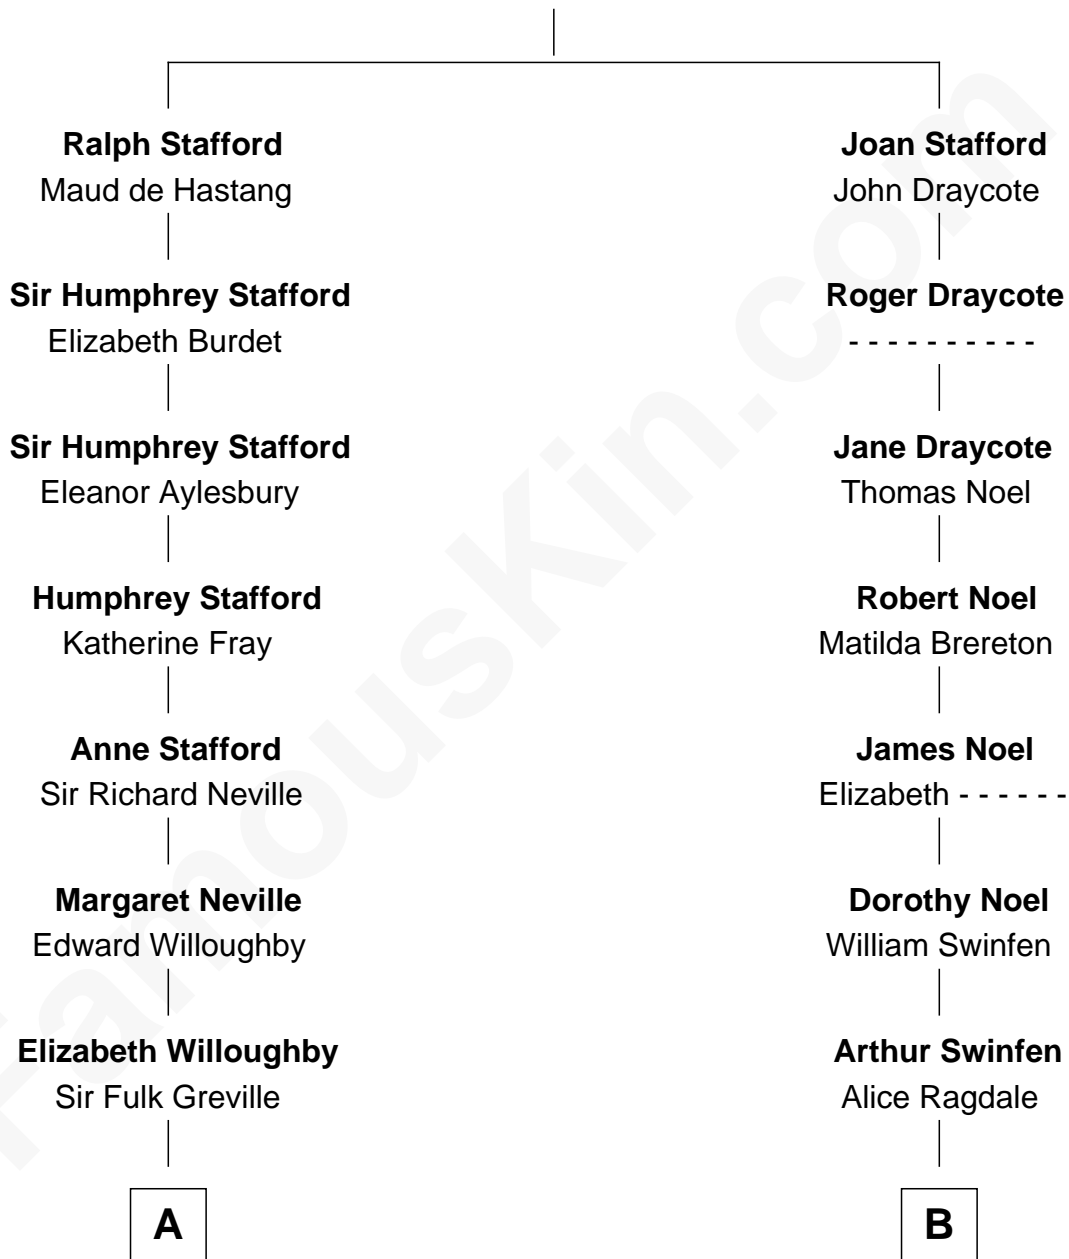 Ralph Stafford
Maud de Hastang
Sir Humphrey Stafford
Elizabeth Burdet
Sir Humphrey Stafford
Eleanor Aylesbury
Humphrey Stafford
Katherine Fray
Anne Stafford
Sir Richard Neville
Margaret Neville
Edward Willoughby
Elizabeth Willoughby
Sir Fulk Greville
A
Joan Stafford
John Draycote
Roger Draycote
- - - - - - - - - -
Jane Draycote
Thomas Noel
Robert Noel
Matilda Brereton
James Noel
Elizabeth - - - - - -
Dorothy Noel
William Swinfen
Arthur Swinfen
Alice Ragdale
B
FamousKin.com